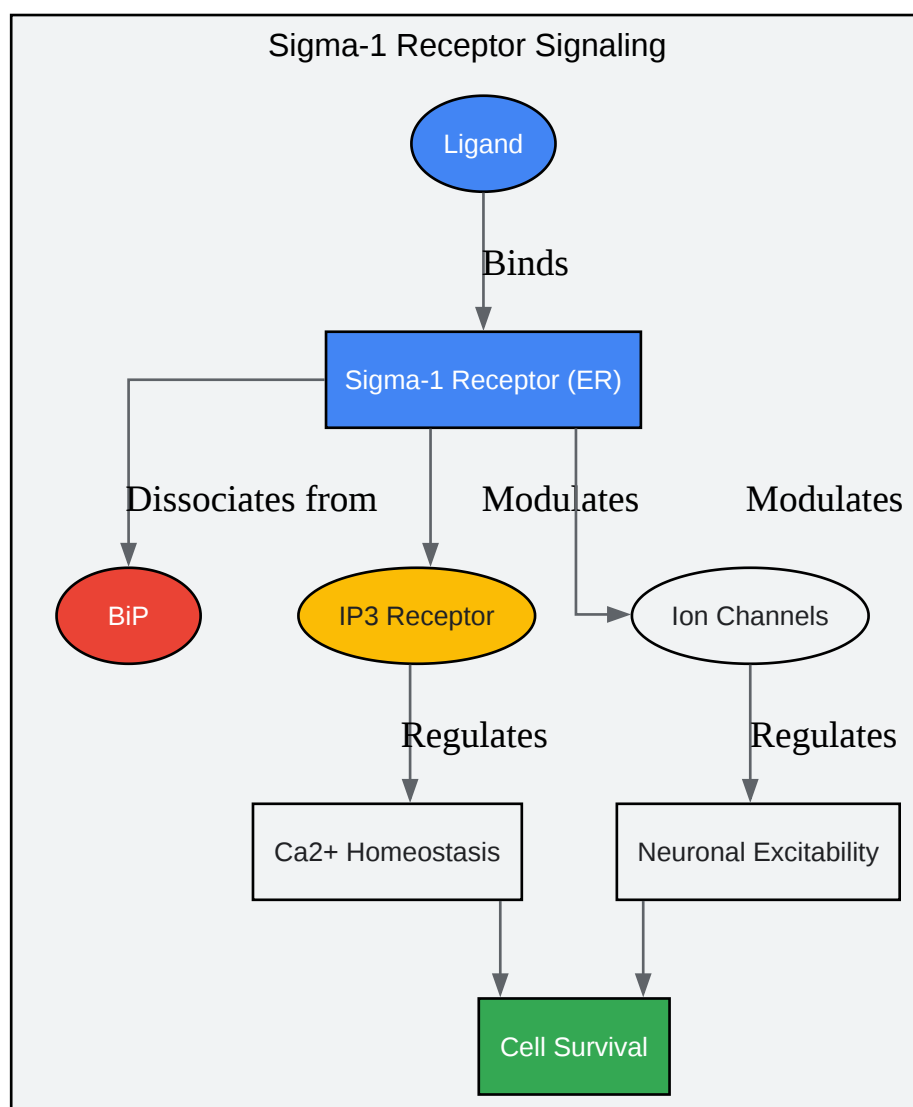 Sigma-1 Receptor Signaling
Ligand
Binds
Sigma-1 Receptor (ER)
Dissociates from
Modulates
Modulates
BiP
IP3 Receptor
Ion Channels
Regulates
Regulates
Ca2+ Homeostasis
Neuronal Excitability
Cell Survival